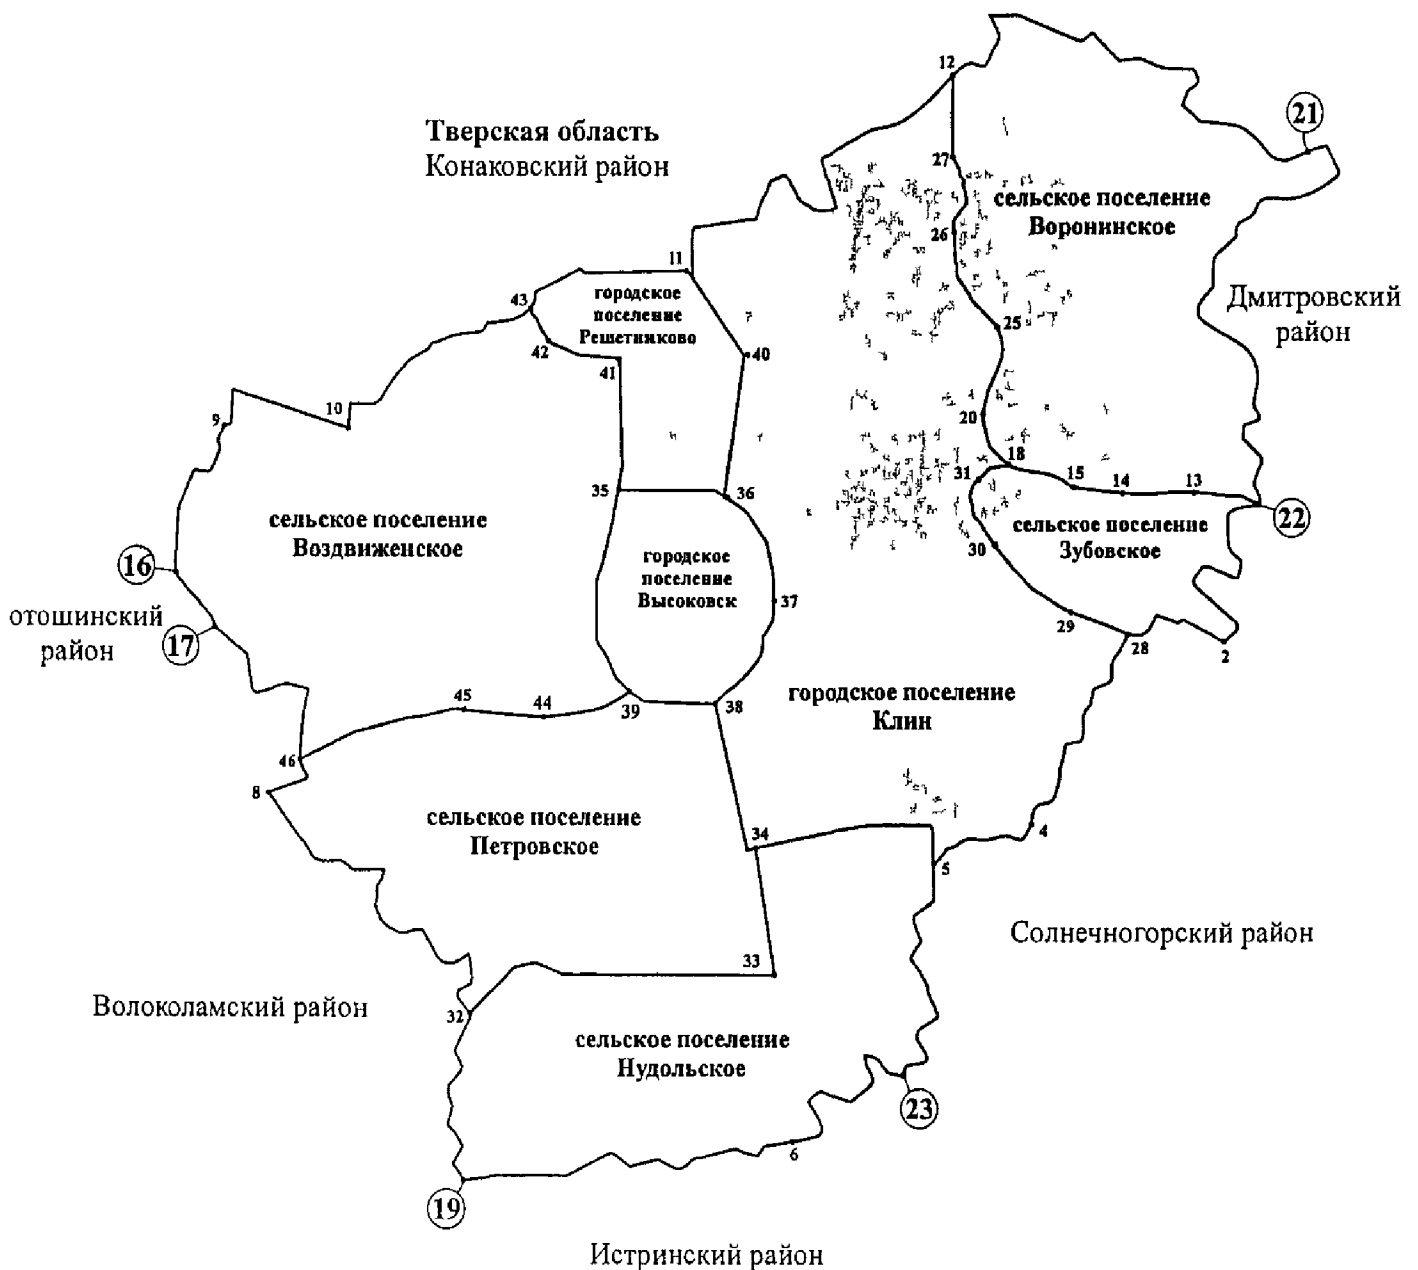 12
21
Тверская область
Конаковский район
27
сельское поселение
Воронинское
26
11
43
городское
поселение
Решетниково
Дмитровский
район
25
42
41
40
10
9
20
18
31
15
14
13
35
36
22
сельское поселение
Воздвиженское
сельское поселение
Зубовское
30
городское
поселение
Высоковск
16
37
отошинский
район
17
29
28
2
городское поселение
Клин
45
44
39
38
46
8
сельское поселение
Петровское
34
4
5
Солнечногорский район
33
Волоколамский район
32
сельское поселение
Нудольское
23
6
19
Истринский район